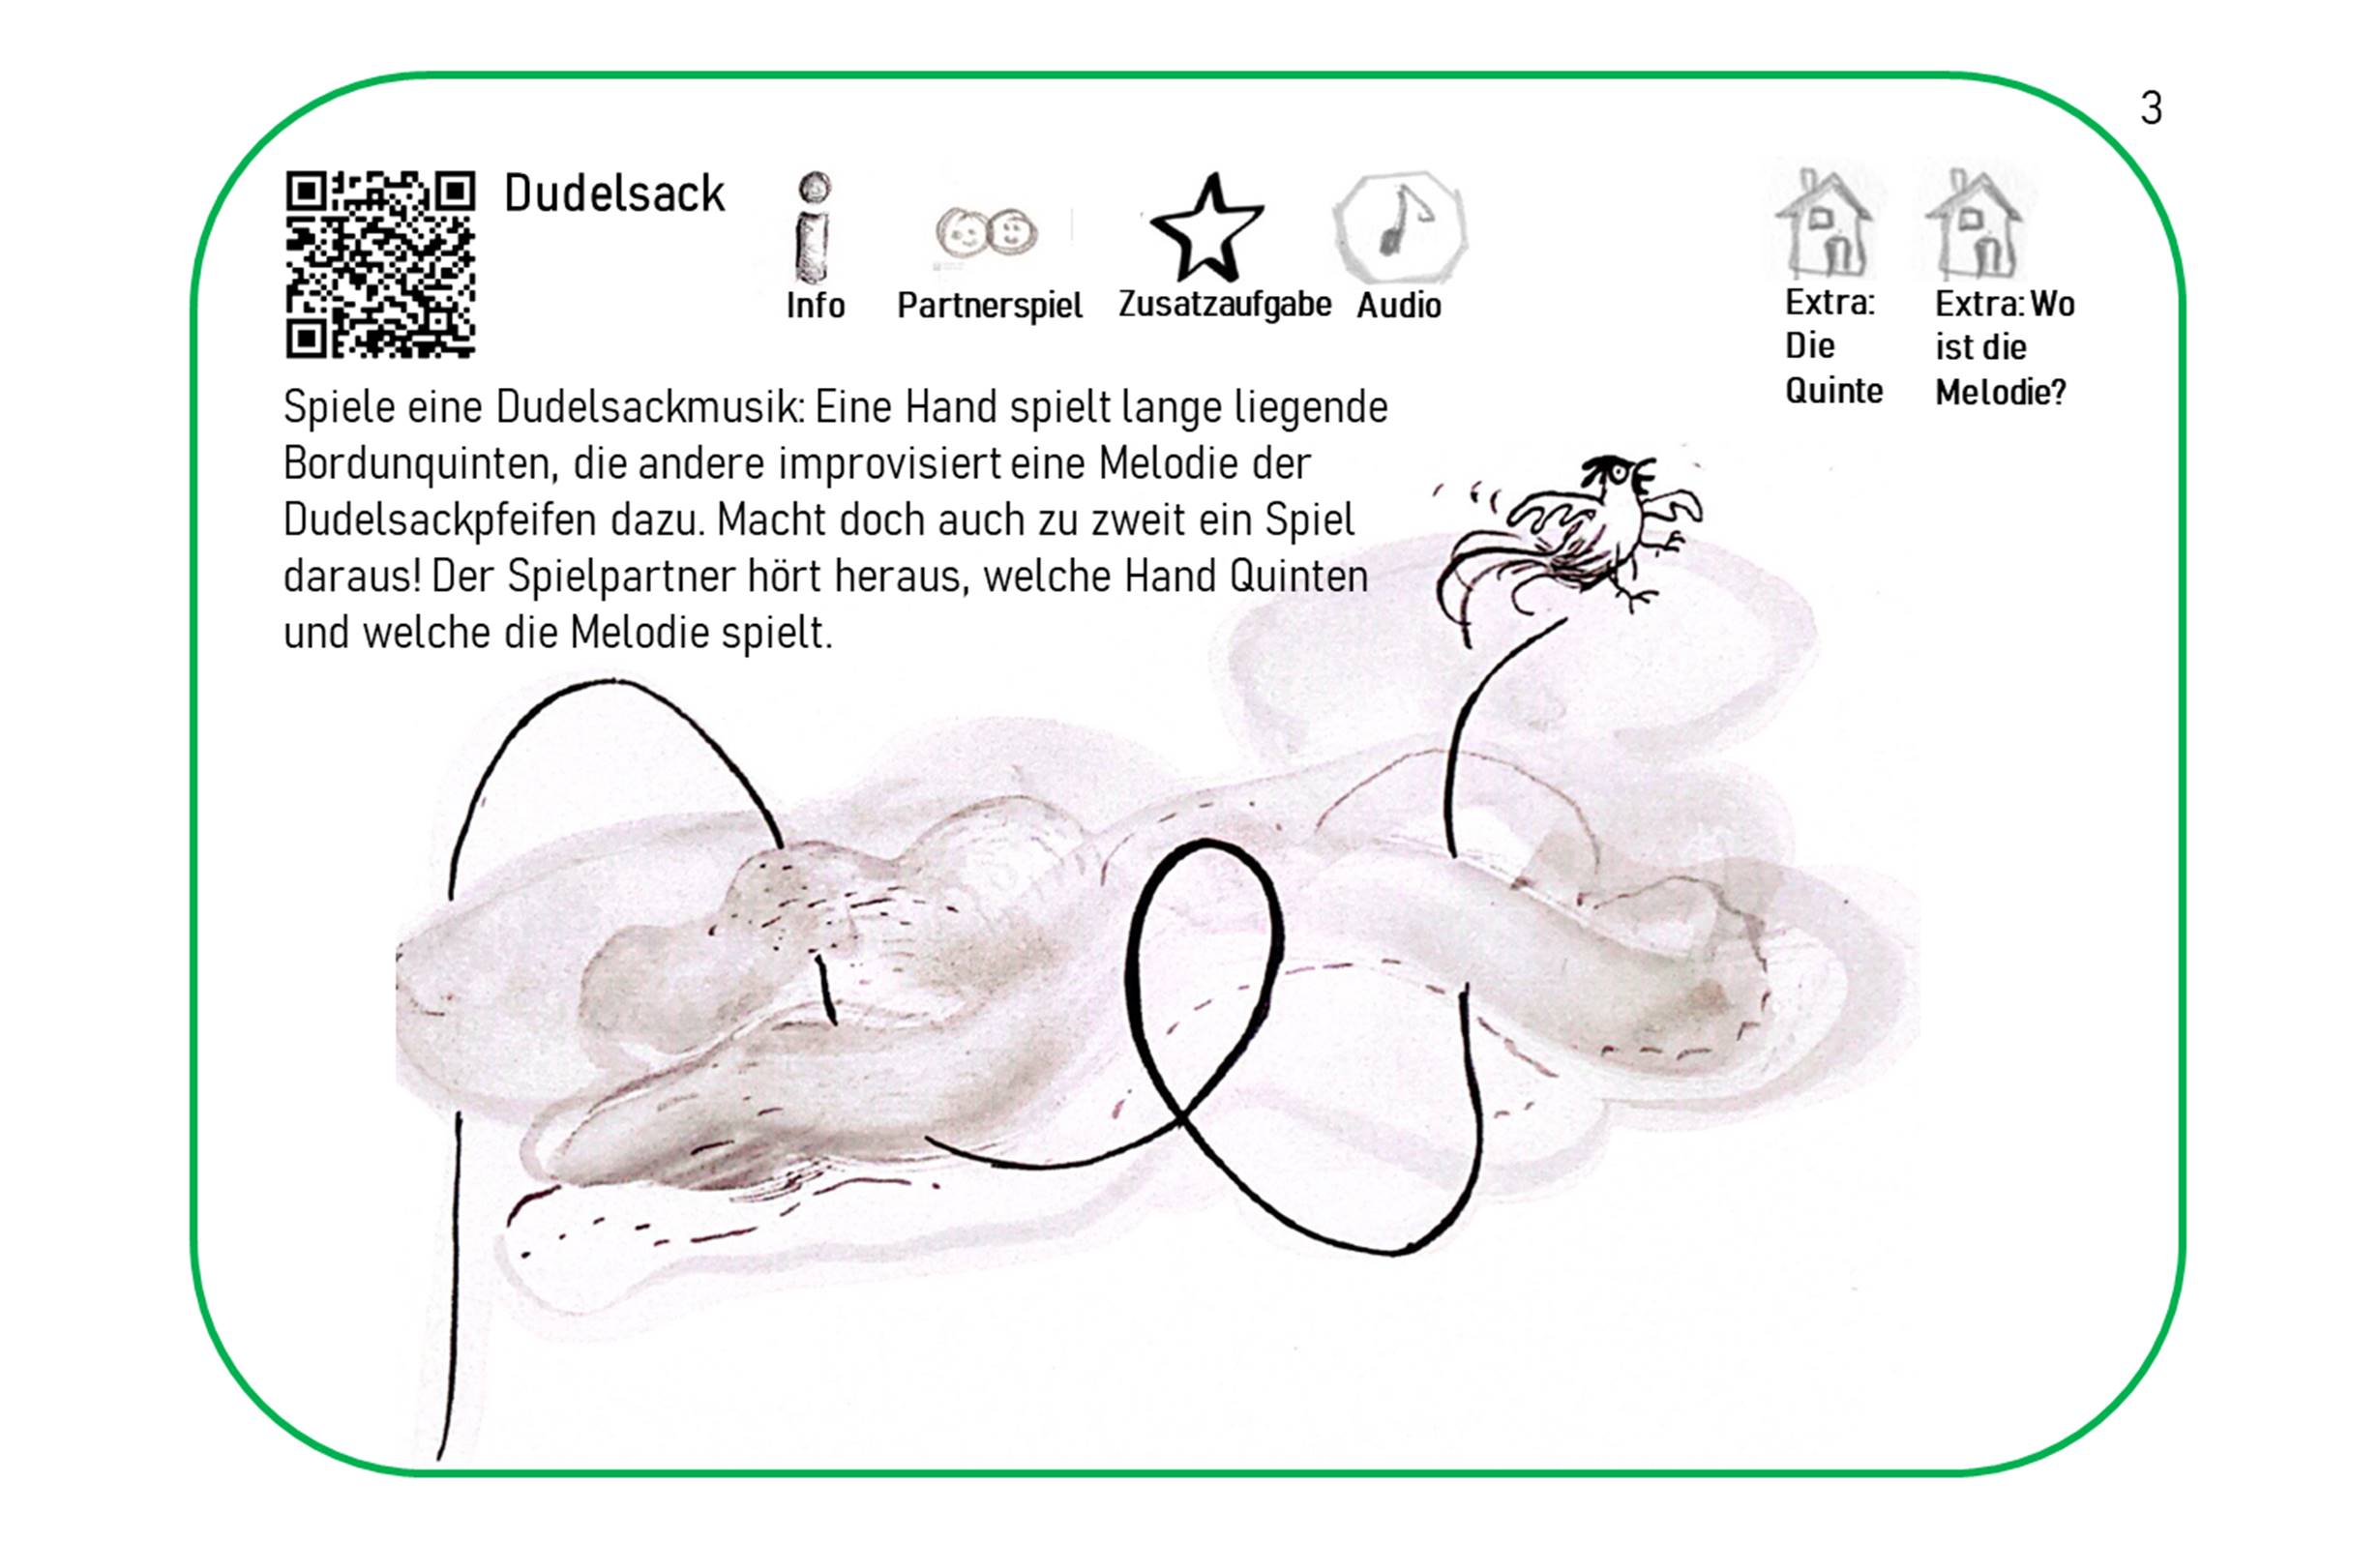 3
Dudelsack
Info
Partnerspiel
Zusatzaufgabe
Audio
Extra:
Die
Quinte
Extra: Wo
ist die
Melodie?
Spiele eine Dudelsackmusik: Eine Hand spielt lange liegende
Bordunquinten, die andere improvisiert eine Melodie der
Dudelsackpfeifen dazu. Macht doch auch zu zweit ein Spiel
daraus! Der Spielpartner hört heraus, welche Hand Quinten
und welche die Melodie spielt.